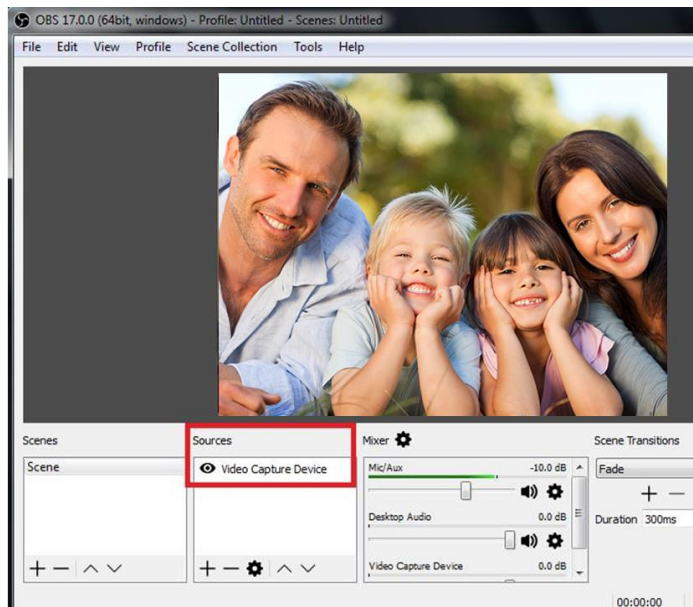 OBS 17.0.0 (64bit, windows) - Profile: Untitled - Scenes: Untitled
File Edit View Profile Scene Collection Tools Help
Scenes
Scene
Sources
Video Capture Device
Mixer
Mic/Aux -10.0 dB
Desktop Audio 0.0 dB
Video Capture Device 0.0 dB
Scene Transitions
Fade
Duration 300ms
00:00:00